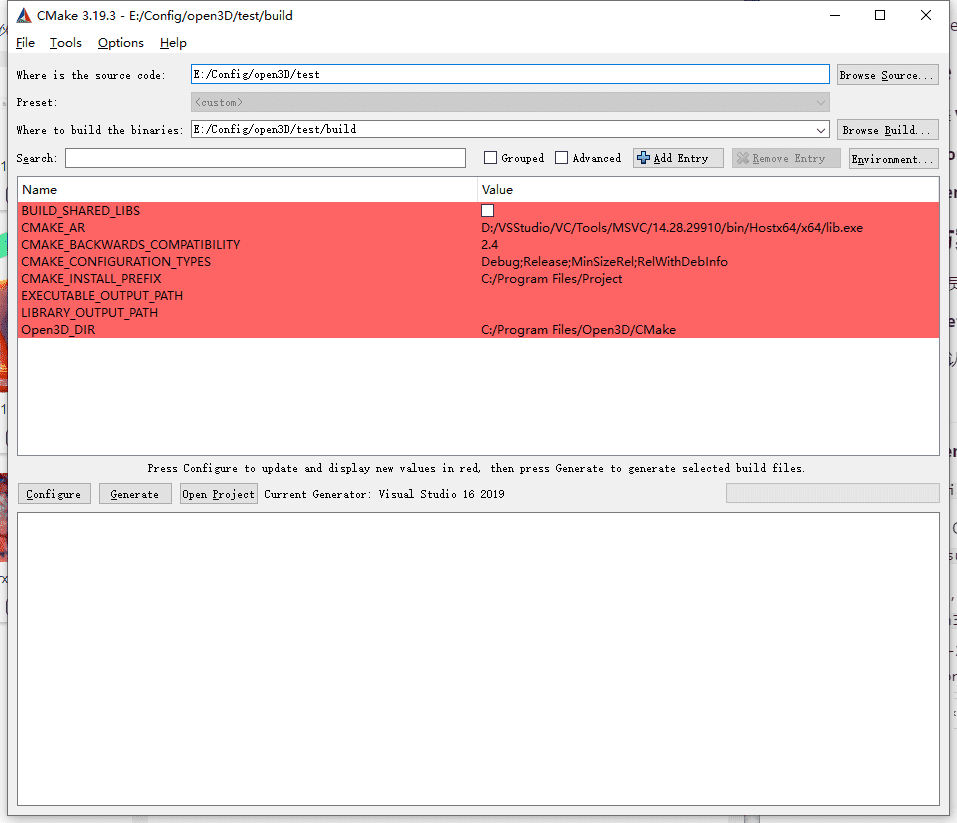 CMake 3.19.3 - E:/Config/open3D/test/build
File Tools Options Help
Where is the source code: E:/Config/open3D/test Browse Source...
Preset: <custom>
Where to build the binaries: E:/Config/open3D/test/build Browse Build...
Search: Grouped Advanced Add Entry Remove Entry Environment...
Name Value
BUILD_SHARED_LIBS
CMAKE_AR D:/VSStudio/VC/Tools/MSVC/14.28.29910/bin/Hostx64/x64/lib.exe
CMAKE_BACKWARDS_COMPATIBILITY 2.4
CMAKE_CONFIGURATION_TYPES Debug;Release;MinSizeRel;RelWithDebInfo
CMAKE_INSTALL_PREFIX C:/Program Files/Project
EXECUTABLE_OUTPUT_PATH
LIBRARY_OUTPUT_PATH
Open3D_DIR C:/Program Files/Open3D/CMake
Press Configure to update and display new values in red, then press Generate to generate selected build files.
Configure Generate Open Project Current Generator: Visual Studio 16 2019